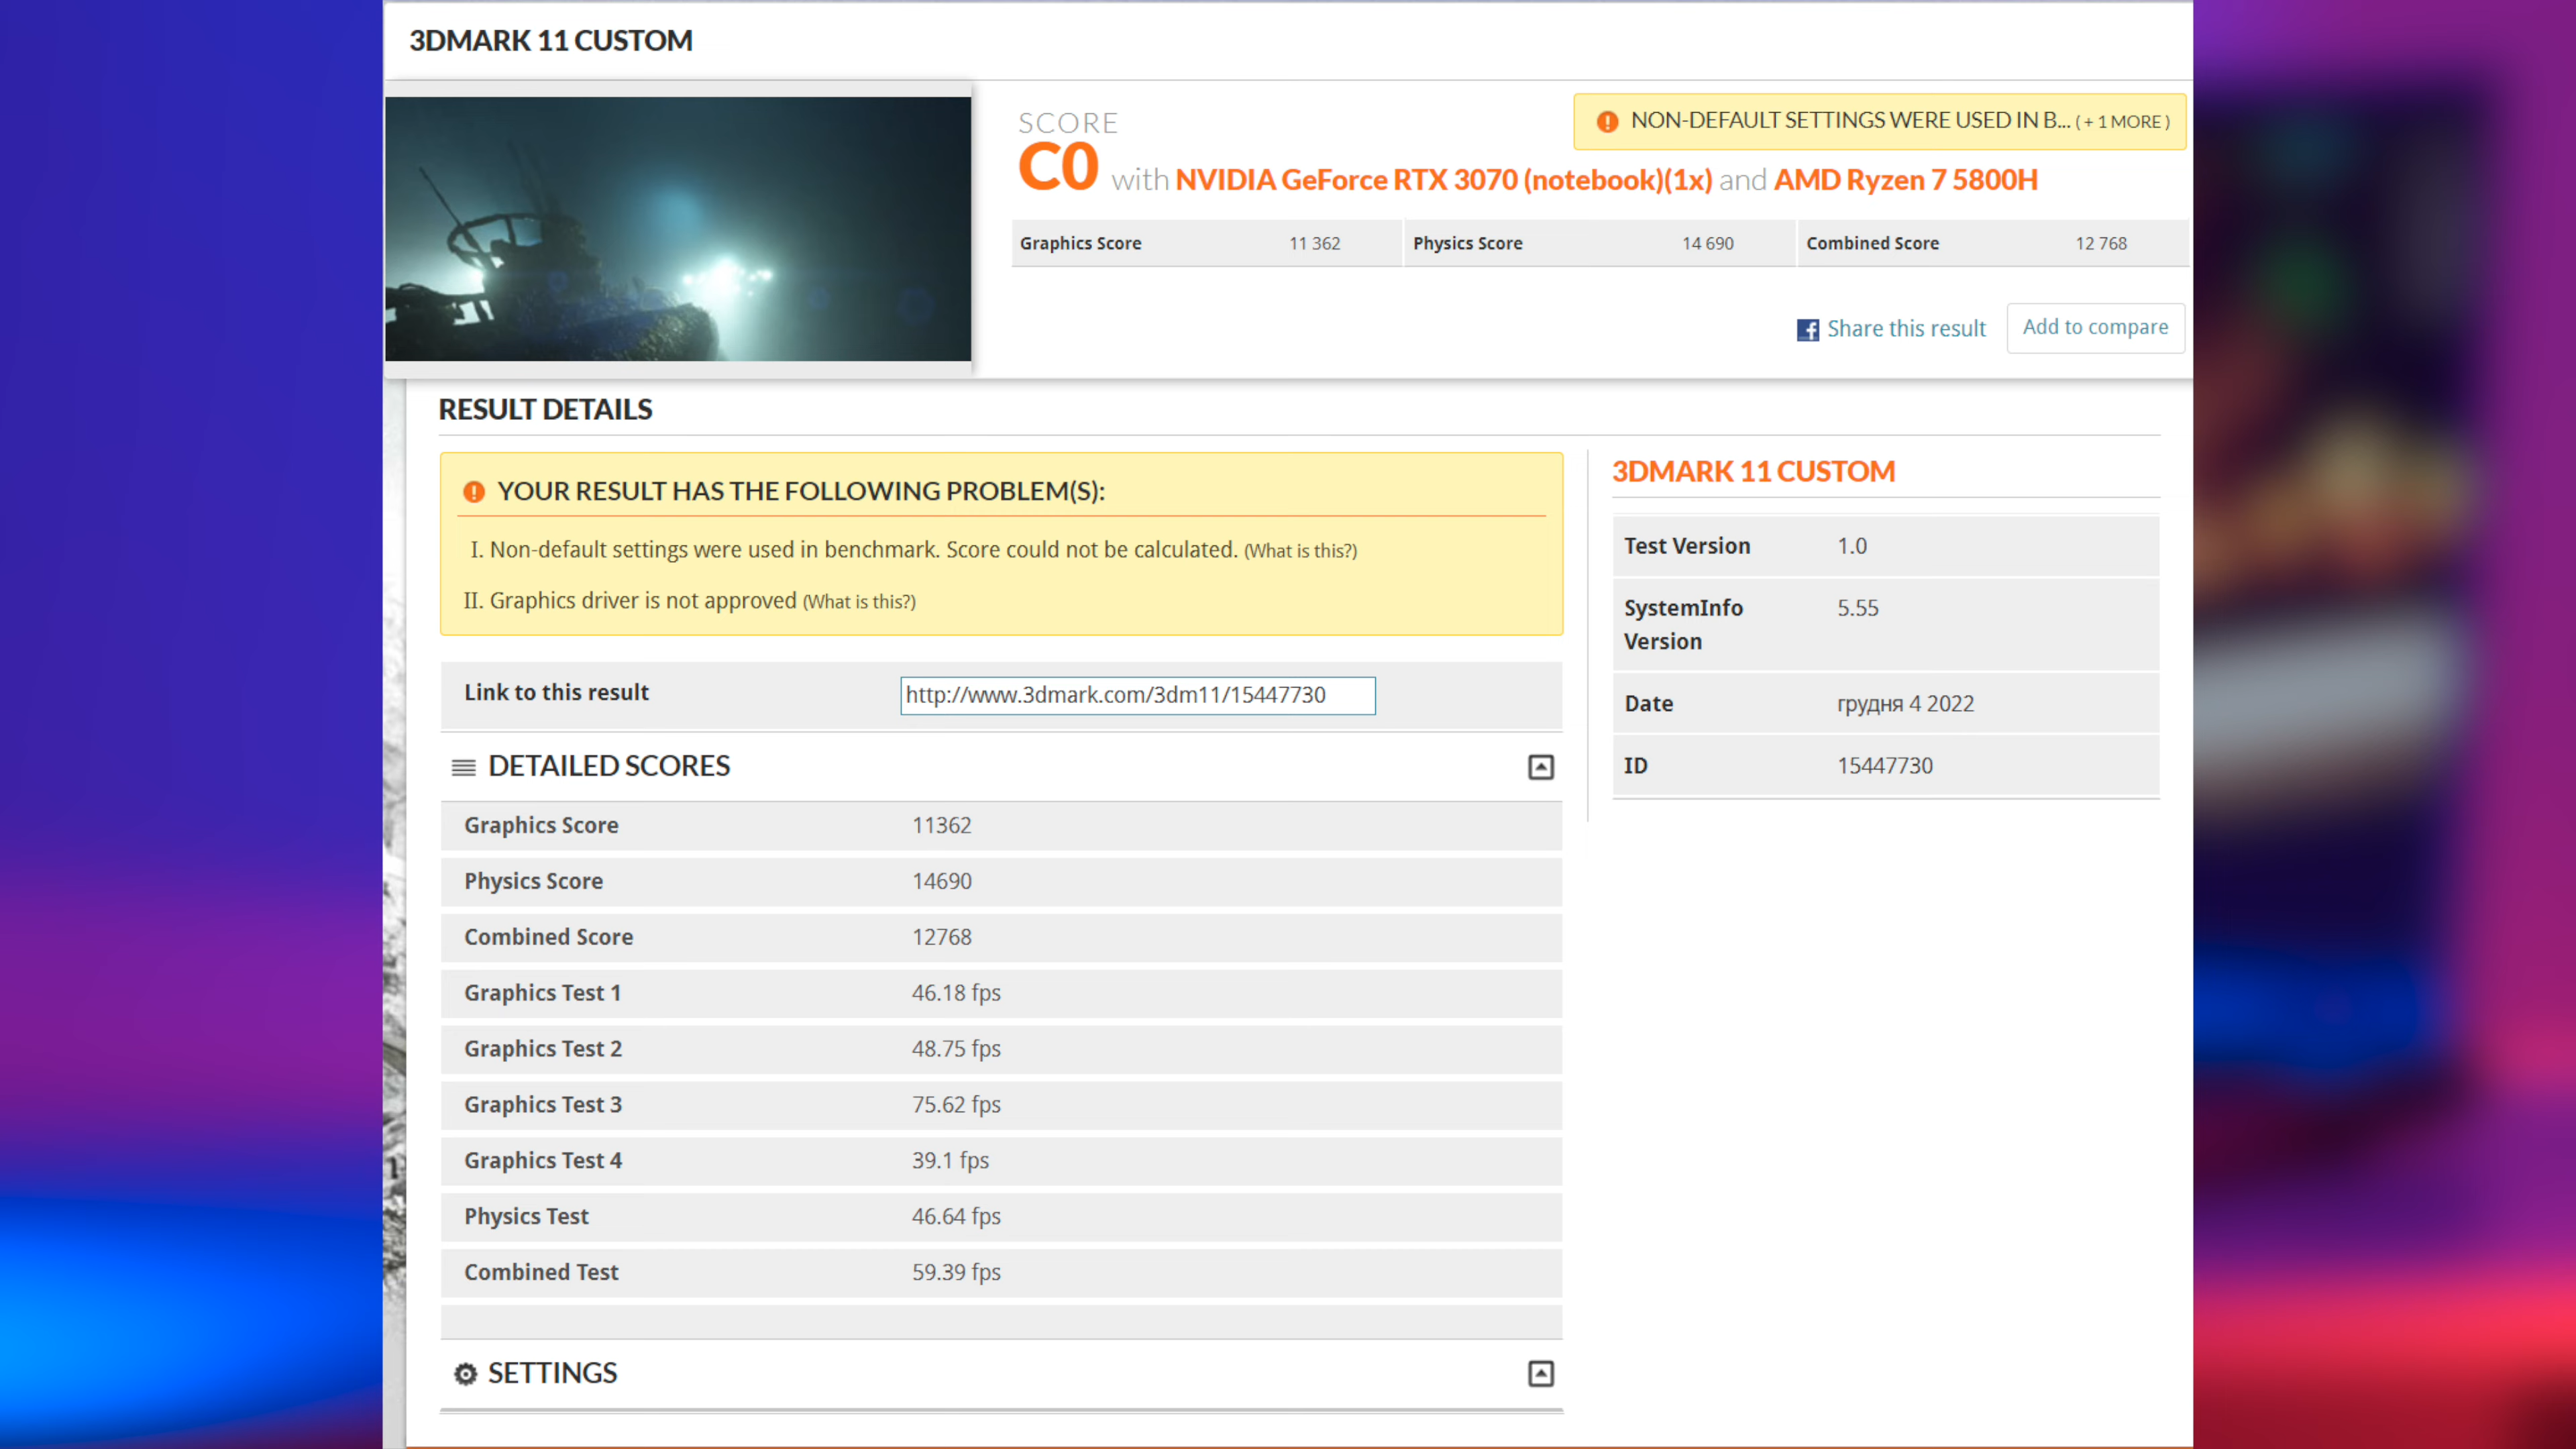 3DMARK 11 CUSTOM
SCORE
NON-DEFAULT SETTINGS WERE USED IN B... ( + 1 MORE )
C0 with NVIDIA GeForce RTX 3070 (notebook)(1x) and AMD Ryzen 7 5800H
Graphics Score 11 362 Physics Score 14 690 Combined Score 12 768
Share this result Add to compare
RESULT DETAILS
YOUR RESULT HAS THE FOLLOWING PROBLEM(S):
I. Non-default settings were used in benchmark. Score could not be calculated. (What is this?)
II. Graphics driver is not approved (What is this?)
Link to this result http://www.3dmark.com/3dm11/15447730
DETAILED SCORES
Graphics Score 11362
Physics Score 14690
Combined Score 12768
Graphics Test 1 46.18 fps
Graphics Test 2 48.75 fps
Graphics Test 3 75.62 fps
Graphics Test 4 39.1 fps
Physics Test 46.64 fps
Combined Test 59.39 fps
SETTINGS
3DMARK 11 CUSTOM
Test Version 1.0
SystemInfo 5.55
Version
Date грудня 4 2022
ID 15447730